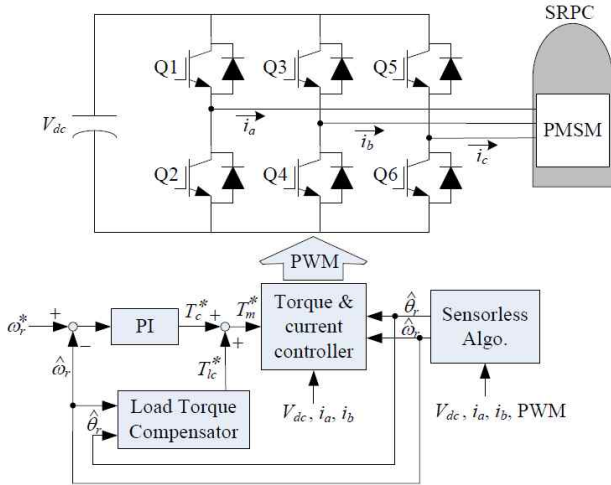 SRPC
Q1
Q3
Q5
V_dc
i_a
i_b
i_c
PMSM
Q2
Q4
Q6
PWM
ω_r^*
+
−
ω̂_r
PI
T_c^*
+
+
T_lc^*
T_m^*
Torque &
current
controller
θ̂_r
ω̂_r
Sensorless
Algo.
θ̂_r
Load Torque
Compensator
V_dc, i_a, i_b
V_dc, i_a, i_b, PWM